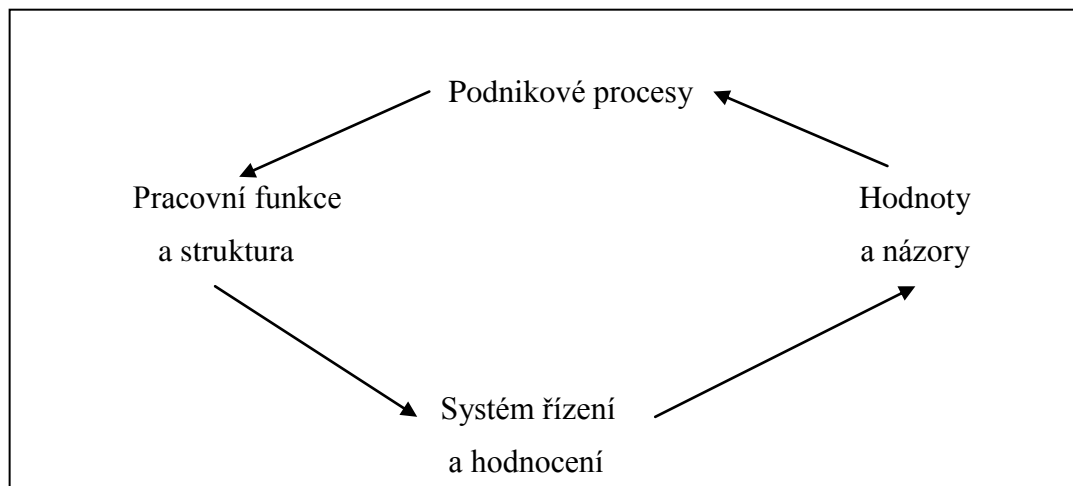 Podnikové procesy
Pracovní funkce
a struktura
Hodnoty
a názory
Systém řízení
a hodnocení